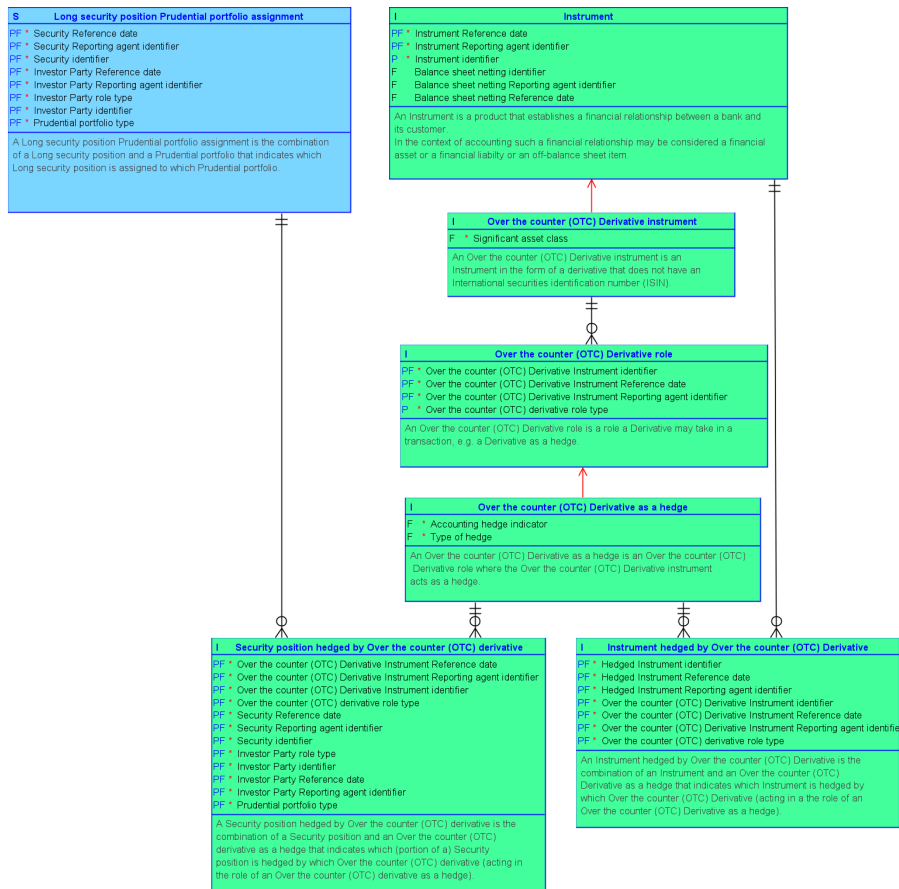 S Long security position Prudential portfolio assignment
PF * Security Reference date
PF * Security Reporting agent identifier
PF * Security identifier
PF * Investor Party Reference date
PF * Investor Party Reporting agent identifier
PF * Investor Party role type
PF * Investor Party identifier
PF * Prudential portfolio type
A Long security position Prudential portfolio assignment is the combination
of a Long security position and a Prudential portfolio that indicates which
Long security position is assigned to which Prudential portfolio.
I Instrument
PF * Instrument Reference date
PF * Instrument Reporting agent identifier
P * Instrument identifier
F Balance sheet netting identifier
F Balance sheet netting Reporting agent identifier
F Balance sheet netting Reference date
An Instrument is a product that establishes a financial relationship between a bank and
its customer.
In the context of accounting such a financial relationship may be considered a financial
asset or a financial liabilty or an off-balance sheet item.
I Over the counter (OTC) Derivative instrument
F * Significant asset class
An Over the counter (OTC) Derivative instrument is an
Instrument in the form of a derivative that does not have an
International securities identification number (ISIN).
I Over the counter (OTC) Derivative role
PF * Over the counter (OTC) Derivative Instrument identifier
PF * Over the counter (OTC) Derivative Instrument Reference date
PF * Over the counter (OTC) Derivative Instrument Reporting agent identifier
P * Over the counter (OTC) derivative role type
An Over the counter (OTC) Derivative role is a role a Derivative may take in a
transaction, e.g. a Derivative as a hedge.
I Over the counter (OTC) Derivative as a hedge
F * Accounting hedge indicator
F * Type of hedge
An Over the counter (OTC) Derivative as a hedge is an Over the counter (OTC)
Derivative role where the Over the counter (OTC) Derivative instrument
acts as a hedge.
I Security position hedged by Over the counter (OTC) derivative
PF * Over the counter (OTC) Derivative Instrument Reference date
PF * Over the counter (OTC) Derivative Instrument Reporting agent identifier
PF * Over the counter (OTC) Derivative Instrument identifier
PF * Over the counter (OTC) derivative role type
PF * Security Reference date
PF * Security Reporting agent identifier
PF * Security identifier
PF * Investor Party role type
PF * Investor Party identifier
PF * Investor Party Reference date
PF * Investor Party Reporting agent identifier
PF * Prudential portfolio type
A Security position hedged by Over the counter (OTC) derivative is the
combination of a Security position and an Over the counter (OTC)
derivative as a hedge that indicates which (portion of a) Security
position is hedged by which Over the counter (OTC) derivative (acting in
the role of an Over the counter (OTC) derivative as a hedge).
I Instrument hedged by Over the counter (OTC) Derivative
PF * Hedged Instrument identifier
PF * Hedged Instrument Reference date
PF * Hedged Instrument Reporting agent identifier
PF * Over the counter (OTC) Derivative Instrument identifier
PF * Over the counter (OTC) Derivative Instrument Reference date
PF * Over the counter (OTC) Derivative Instrument Reporting agent identifie
PF * Over the counter (OTC) derivative role type
An Instrument hedged by Over the counter (OTC) Derivative is the
combination of an Instrument and an Over the counter (OTC)
Derivative as a hedge that indicates which Instrument is hedged by
which Over the counter (OTC) Derivative (acting in a the role of an
Over the counter (OTC) Derivative as a hedge).